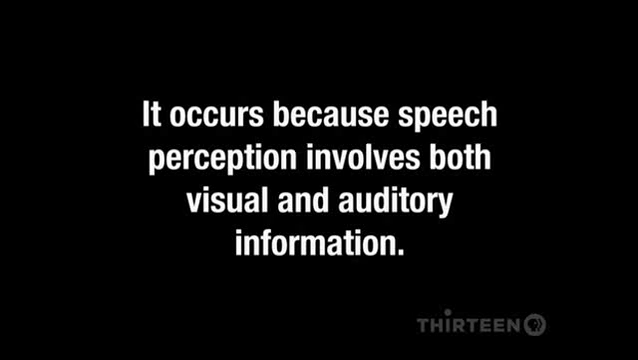 It occurs because speech
perception involves both
visual and auditory
information.
THIRTEEN